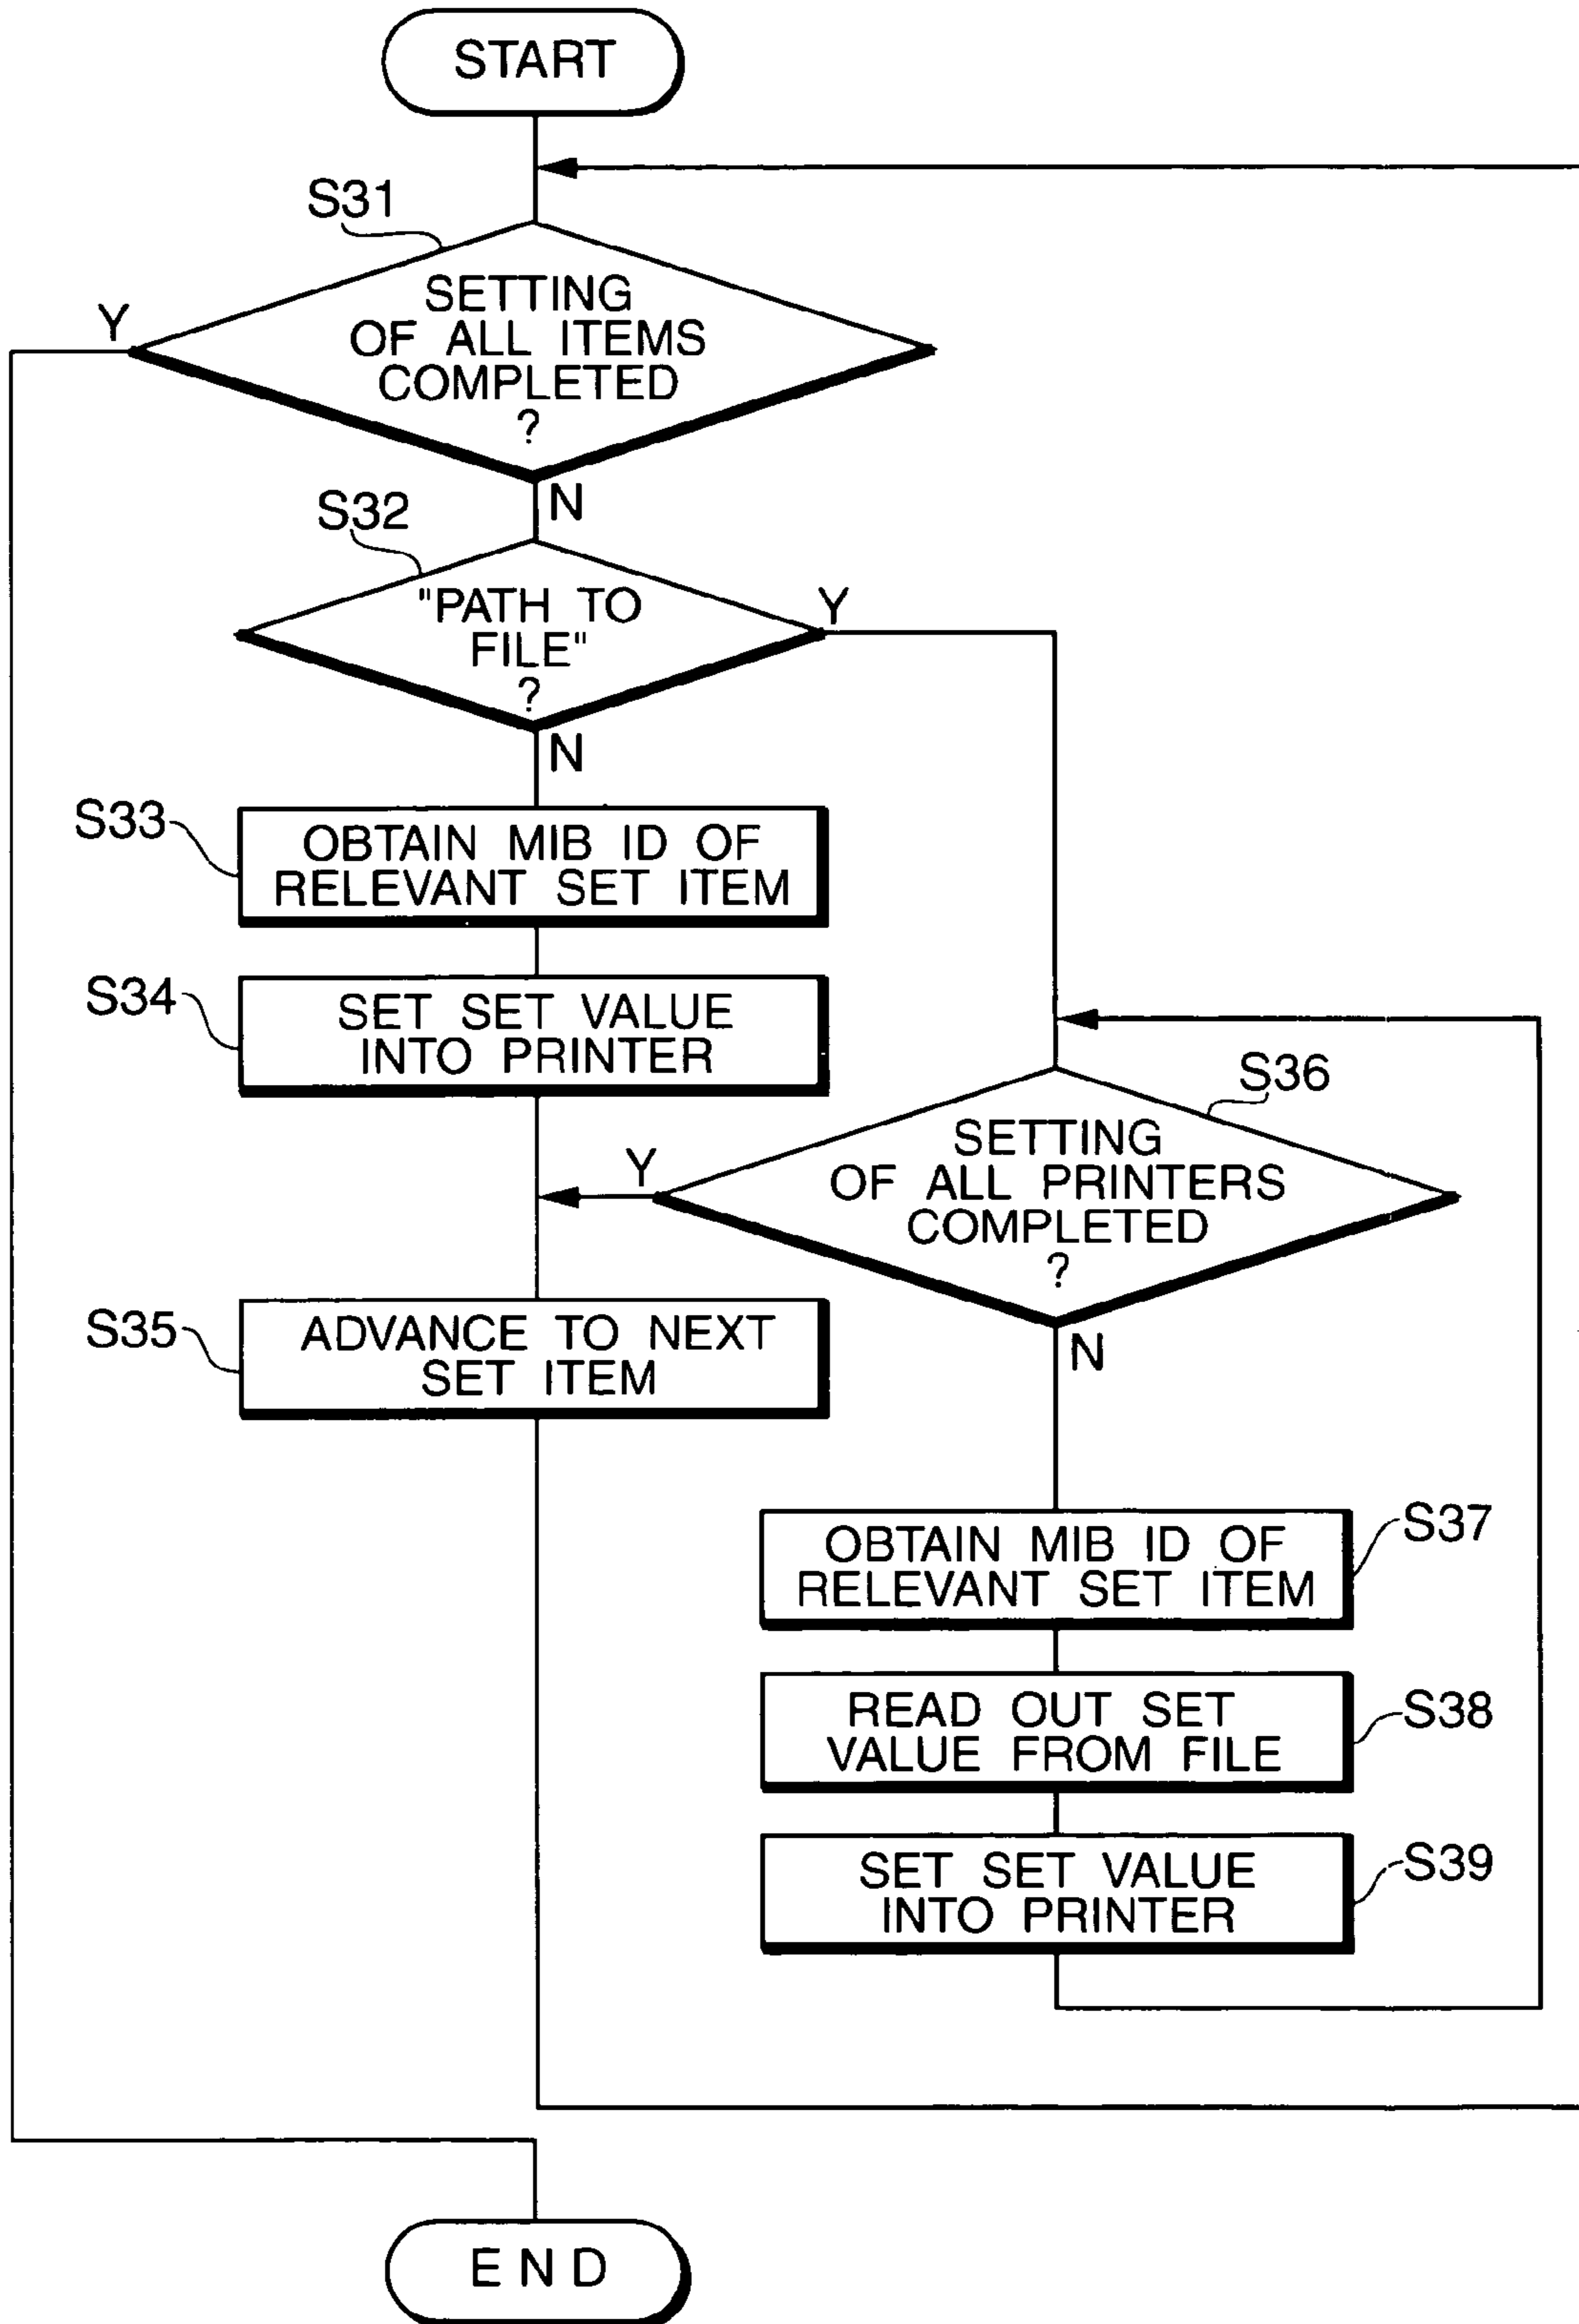 START
S31
SETTING
OF ALL ITEMS
COMPLETED
?
Y
N
S32
"PATH TO
FILE"
?
Y
N
S33
OBTAIN MIB ID OF
RELEVANT SET ITEM
S34
SET SET VALUE
INTO PRINTER
S36
SETTING
OF ALL PRINTERS
COMPLETED
?
Y
N
S35
ADVANCE TO NEXT
SET ITEM
S37
OBTAIN MIB ID OF
RELEVANT SET ITEM
S38
READ OUT SET
VALUE FROM FILE
S39
SET SET VALUE
INTO PRINTER
END